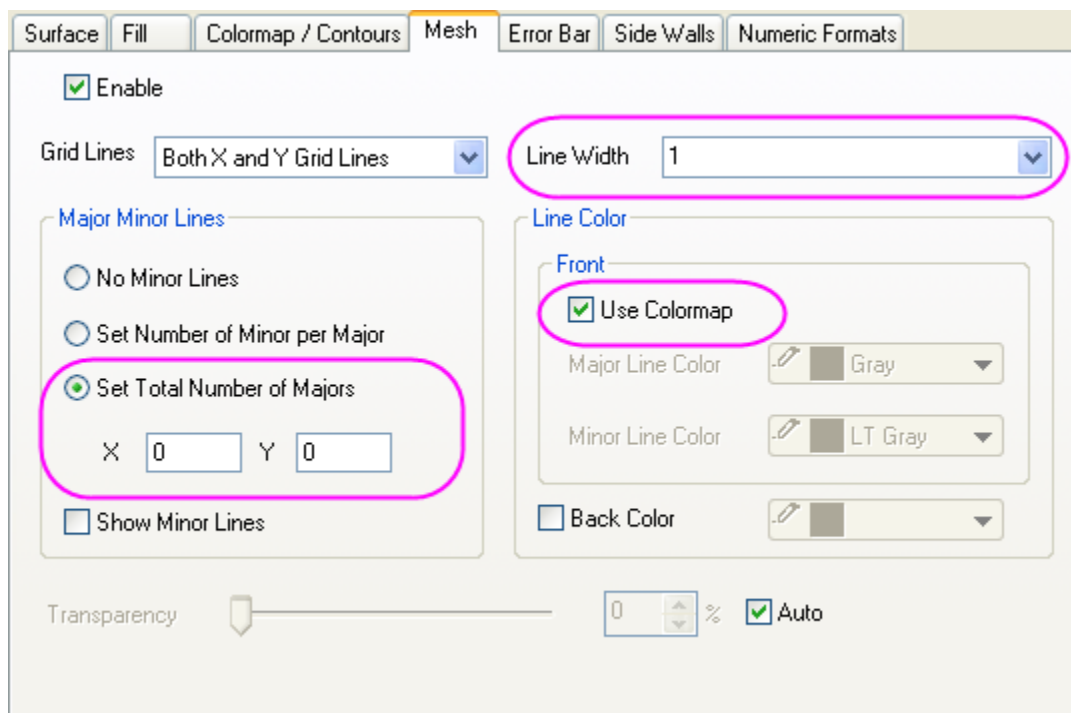 Surface Fill Colormap / Contours Mesh Error Bar Side Walls Numeric Formats
Enable
Grid Lines Both X and Y Grid Lines Line Width 1
Major Minor Lines
No Minor Lines
Set Number of Minor per Major
Set Total Number of Majors
X 0 Y 0
Show Minor Lines
Line Color
Front
Use Colormap
Major Line Color Gray
Minor Line Color LT Gray
Back Color
Transparency 0 % Auto